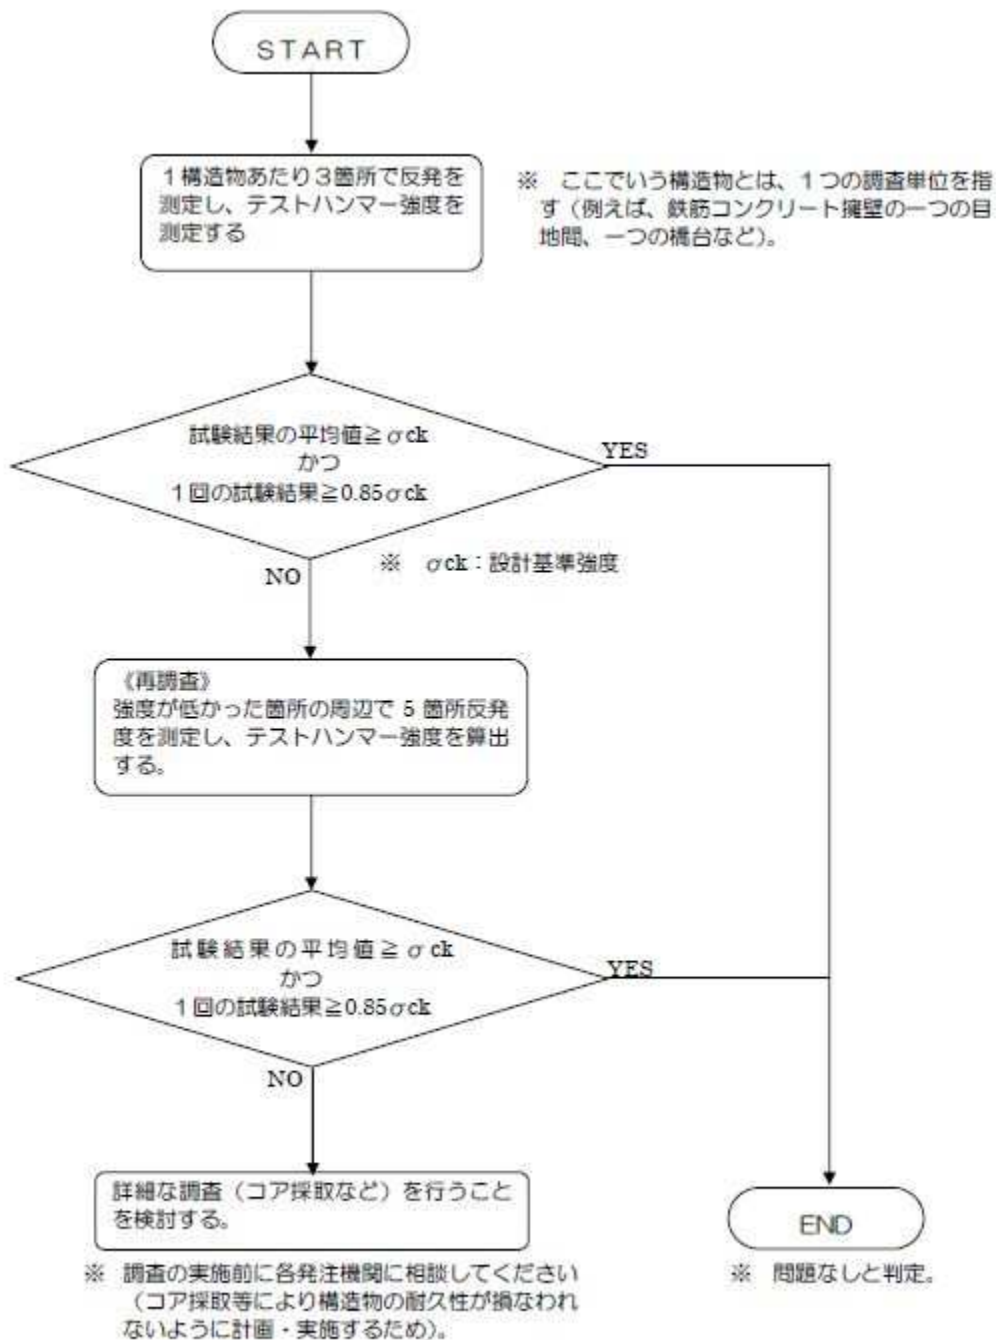 START
1構造物あたり3箇所で反発を
測定し、テストハンマー強度を
測定する
※ ここでいう構造物とは、1つの調査単位を指
す（例えば、鉄筋コンクリート擁壁の一つの目
地間、一つの橋台など）。
試験結果の平均値≧σck
かつ
1回の試験結果≧0.85σck
YES
NO
※ σck：設計基準強度
《再調査》
強度が低かった箇所の周辺で 5 箇所反発
度を測定し、テストハンマー強度を算出
する。
試験結果の平均値≧σck
かつ
1回の試験結果≧0.85σck
YES
NO
詳細な調査（コア採取など）を行うこと
を検討する。
END
※ 調査の実施前に各発注機関に相談してください
（コア採取等により構造物の耐久性が損なわれ
ないように計画・実施するため）。
※ 問題なしと判定。